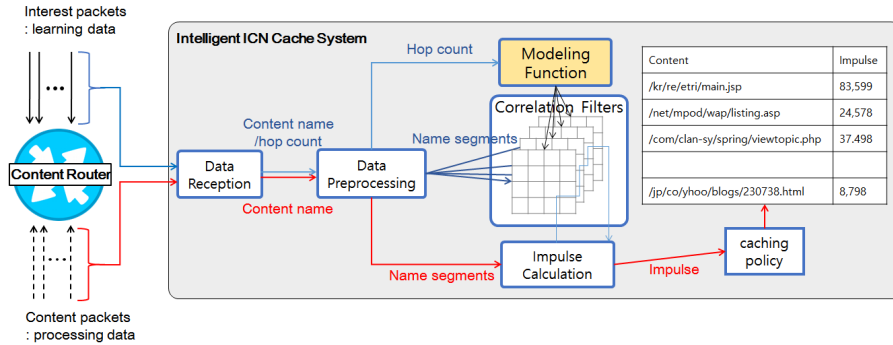 Interest packets
: learning data
Intelligent ICN Cache System
Hop count
Modeling
Function
Content Impulse
/kr/re/etri/main.jsp 83,599
/net/mpod/wap/listing.asp 24,578
/com/clan-sy/spring/viewtopic.php 37.498
/jp/co/yhoo/blogs/230738.html 8,798
Correlation Filters
Content name
/hop count
Name segments
Content Router
Data
Reception
Data
Preprocessing
Content name
Name segments
Impulse
Calculation
Impulse
caching
policy
Content packets
: processing data